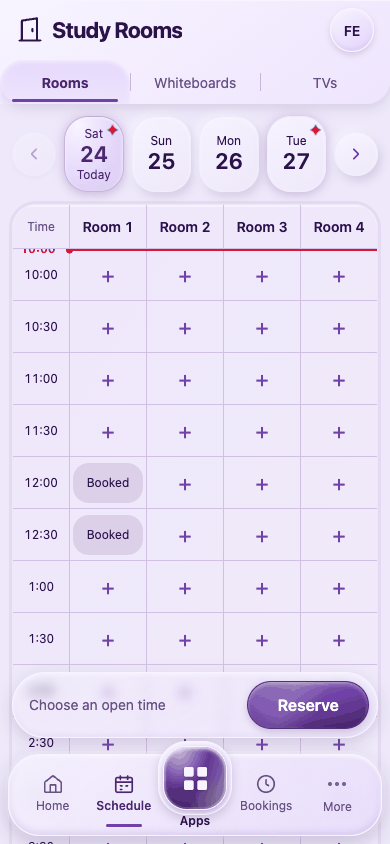 Study Rooms
FE
Rooms
Whiteboards
TVs
Sat
24
Today
Sun
25
Mon
26
Tue
27
Time Room 1 Room 2 Room 3 Room 4
10:00 + + + +
10:30 + + + +
11:00 + + + +
11:30 + + + +
12:00 Booked + + +
12:30 Booked + + +
1:00 + + + +
1:30 + + + +
Choose an open time
Reserve
2:30 + + + +
Home
Schedule
Apps
Bookings
More